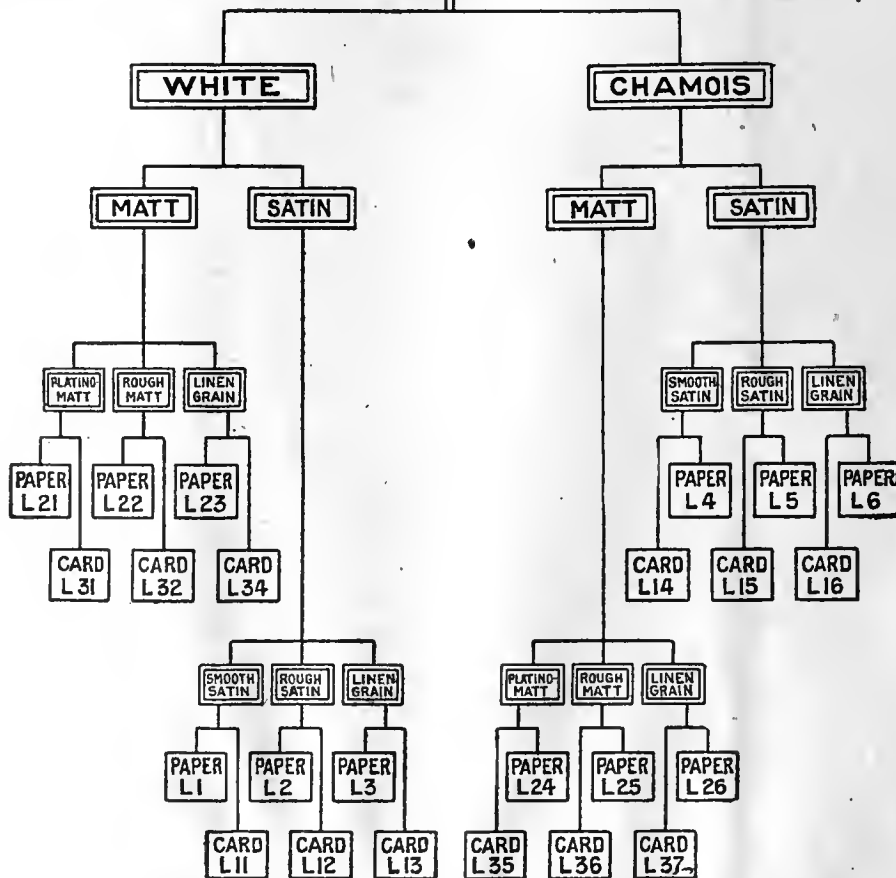 WHITE
CHAMOIS
MATT
SATIN
MATT
SATIN
PLATINO-
MATT
ROUGH
MATT
LINEN
GRAIN
SMOOTH
SATIN
ROUGH
SATIN
LINEN
GRAIN
PAPER
L21
PAPER
L22
PAPER
L23
PAPER
L4
PAPER
L5
PAPER
L6
CARD
L31
CARD
L32
CARD
L34
CARD
L14
CARD
L15
CARD
L16
SMOOTH
SATIN
ROUGH
SATIN
LINEN
GRAIN
PLATINO-
MATT
ROUGH
MATT
LINEN
GRAIN
PAPER
L1
PAPER
L2
PAPER
L3
PAPER
L24
PAPER
L25
PAPER
L26
CARD
L11
CARD
L12
CARD
L13
CARD
L35
CARD
L36
CARD
L37